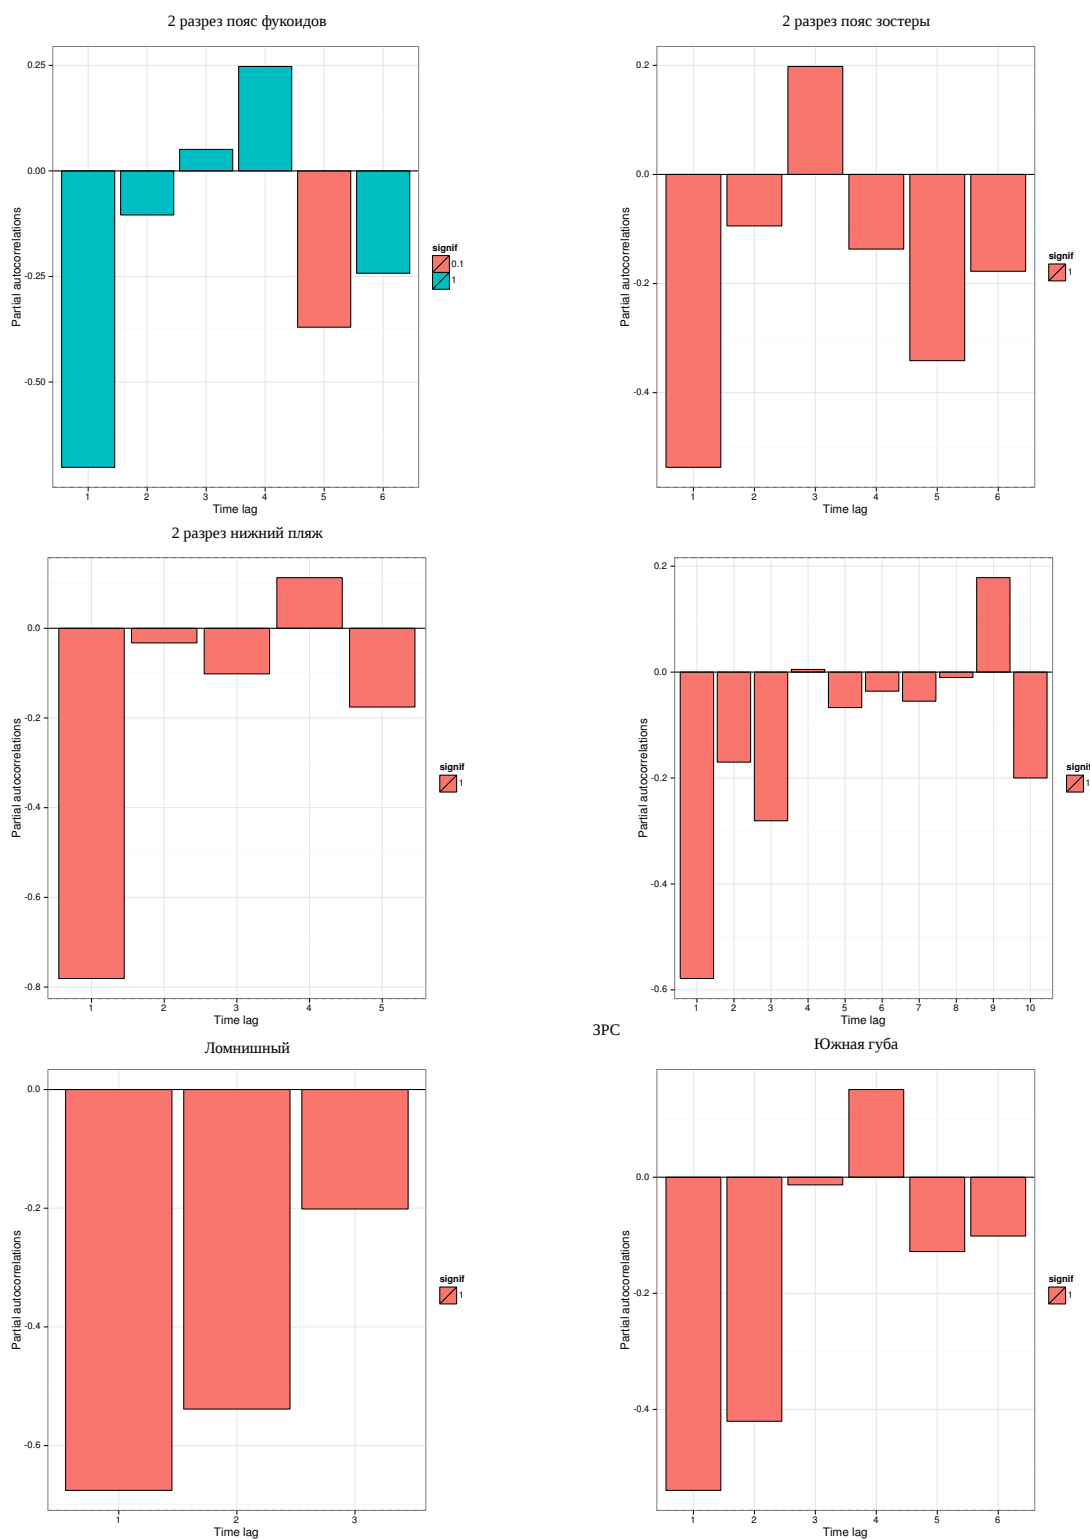 2 разрез пояс фукоидов
0.25
0.00
-0.25
-0.50
Partial autocorrelations
1 2 3 4 5 6
Time lag
signif
0.1
1
2 разрез пояс зостеры
0.2
0.0
-0.2
-0.4
Partial autocorrelations
1 2 3 4 5 6
Time lag
signif
1
2 разрез нижний пляж
0.0
-0.2
-0.4
-0.6
-0.8
Partial autocorrelations
1 2 3 4 5
Time lag
signif
1
0.2
0.0
-0.2
-0.4
-0.6
Partial autocorrelations
1 2 3 4 5 6 7 8 9 10
Time lag
signif
1
ЗРС
Ломнишный
0.0
-0.2
-0.4
-0.6
Partial autocorrelations
1 2 3
Time lag
signif
1
Южная губа
0.0
-0.2
-0.4
Partial autocorrelations
1 2 3 4 5 6
Time lag
signif
1